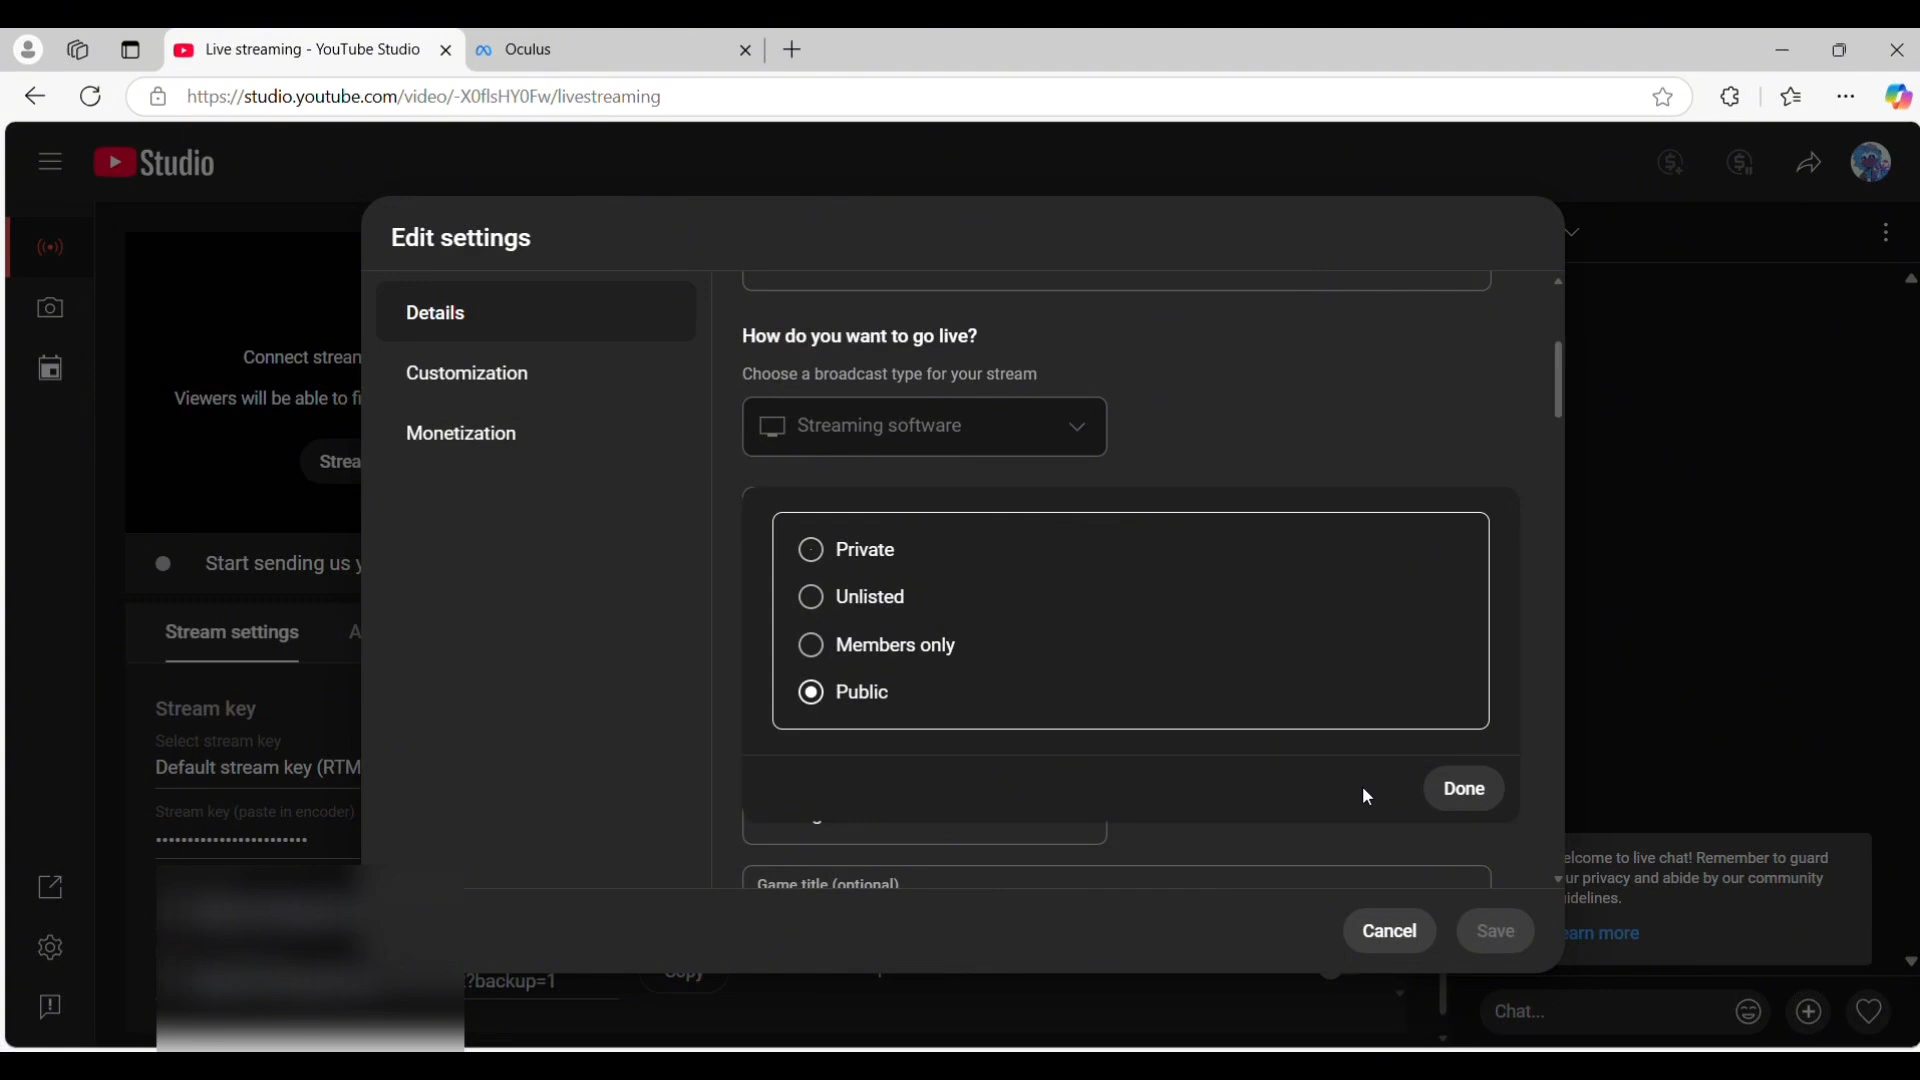 Live streaming - YouTube Studio
Oculus
https://studio.youtube.com/video/-X0flsHY0Fw/livestreaming
Studio
Edit settings
Details
Customization
Monetization
How do you want to go live?
Choose a broadcast type for your stream
Streaming software
Private
Unlisted
Members only
Public
Done
Game title (optional)
Cancel
Save
Connect strean
Viewers will be able to fi
Strea
Start sending us y
Stream settings
A
Stream key
Select stream key
Default stream key (RTM
Stream key (paste in encoder)
?backup=1
Copy
elcome to live chat! Remember to guard
ur privacy and abide by our community
idelines.
earn more
Chat...